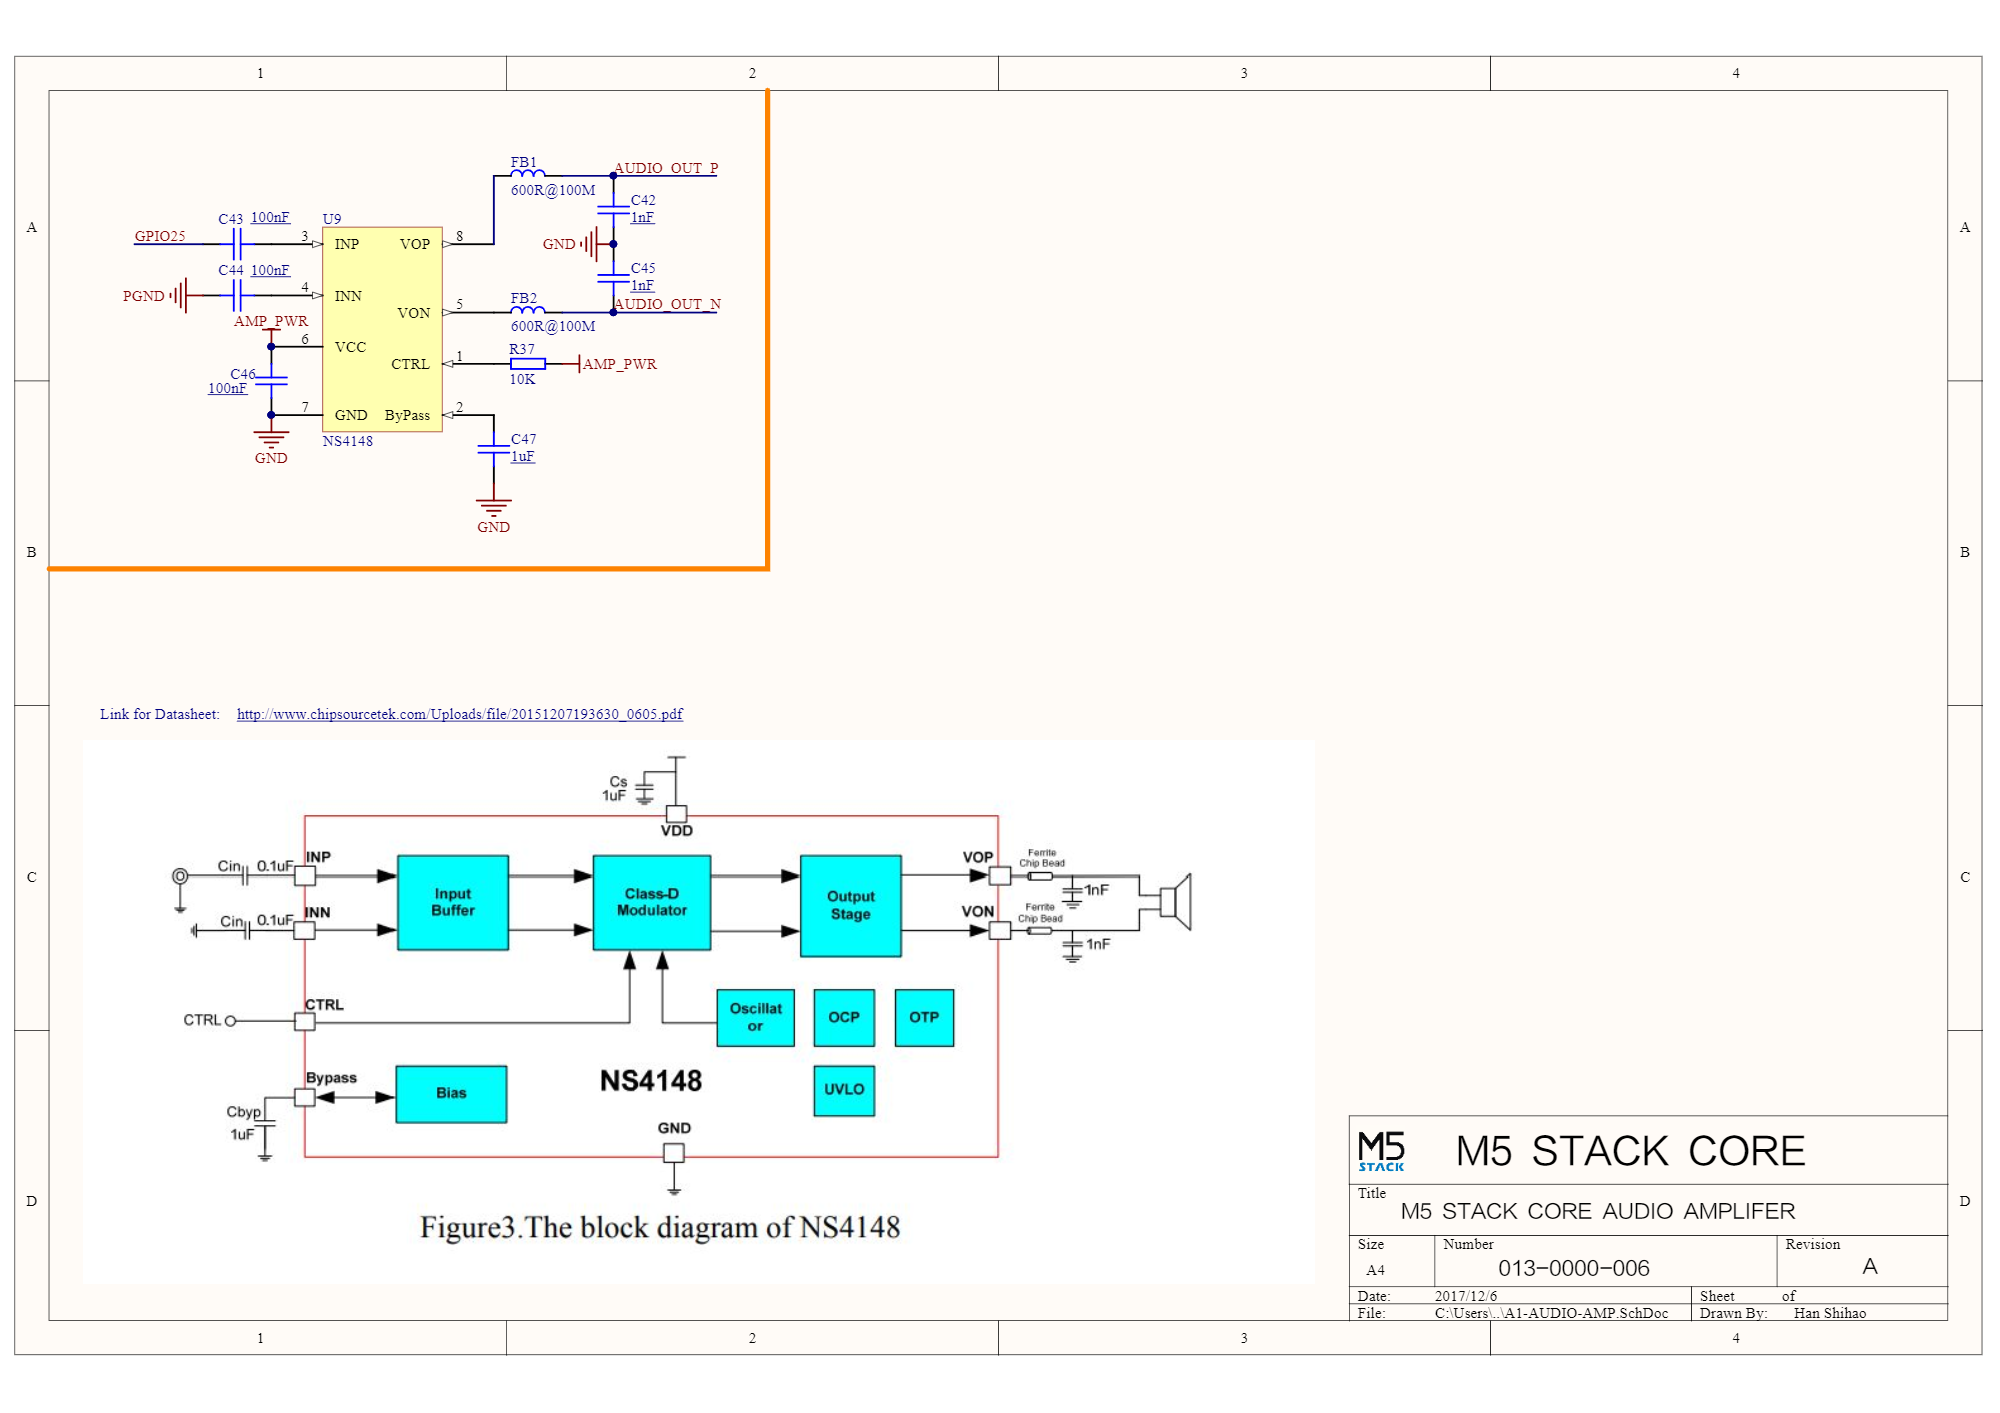 1 2 3 4
A A
B B
C C
D D
FB1
600R@100M
AUDIO_OUT_P
C42
1nF
GND
C45
1nF
AUDIO_OUT_N
FB2
600R@100M
GPIO25
C43 100nF
C44 100nF
PGND
U9
3 INP VOP 8
4 INN
VON 5
AMP_PWR
6 VCC
CTRL 1
R37
10K
AMP_PWR
C46
100nF
7 GND ByPass 2
NS4148
GND
C47
1uF
GND
Link for Datasheet: http://www.chipsourcetek.com/Uploads/file/20151207193630_0605.pdf
Cs
1uF
VDD
Cin 0.1uF INP
Cin 0.1uF INN
Input
Buffer
Class-D
Modulator
Output
Stage
VOP
Ferrite
Chip Bead
1nF
VON
Ferrite
Chip Bead
1nF
CTRL
CTRL
Oscillat
or
OCP
OTP
UVLO
Bypass
Bias
Cbyp
1uF
NS4148
GND
Figure3.The block diagram of NS4148
M5
STACK
M5 STACK CORE
Title
M5 STACK CORE AUDIO AMPLIFER
Size Number Revision
A4 013-0000-006 A
Date: 2017/12/6 Sheet of
File: C:\Users\..\A1-AUDIO-AMP.SchDoc Drawn By: Han Shihao
1 2 3 4